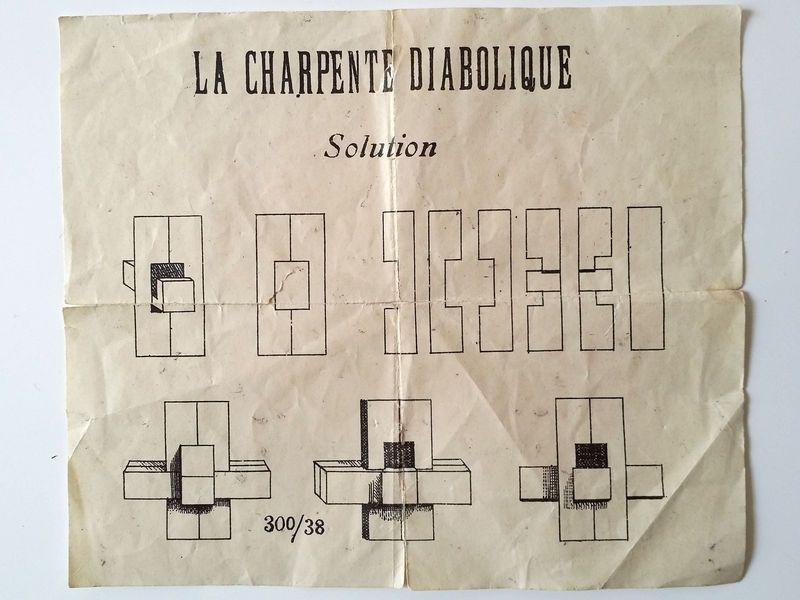 LA CHARPENTE DIABOLIQUE
Solution
300/38